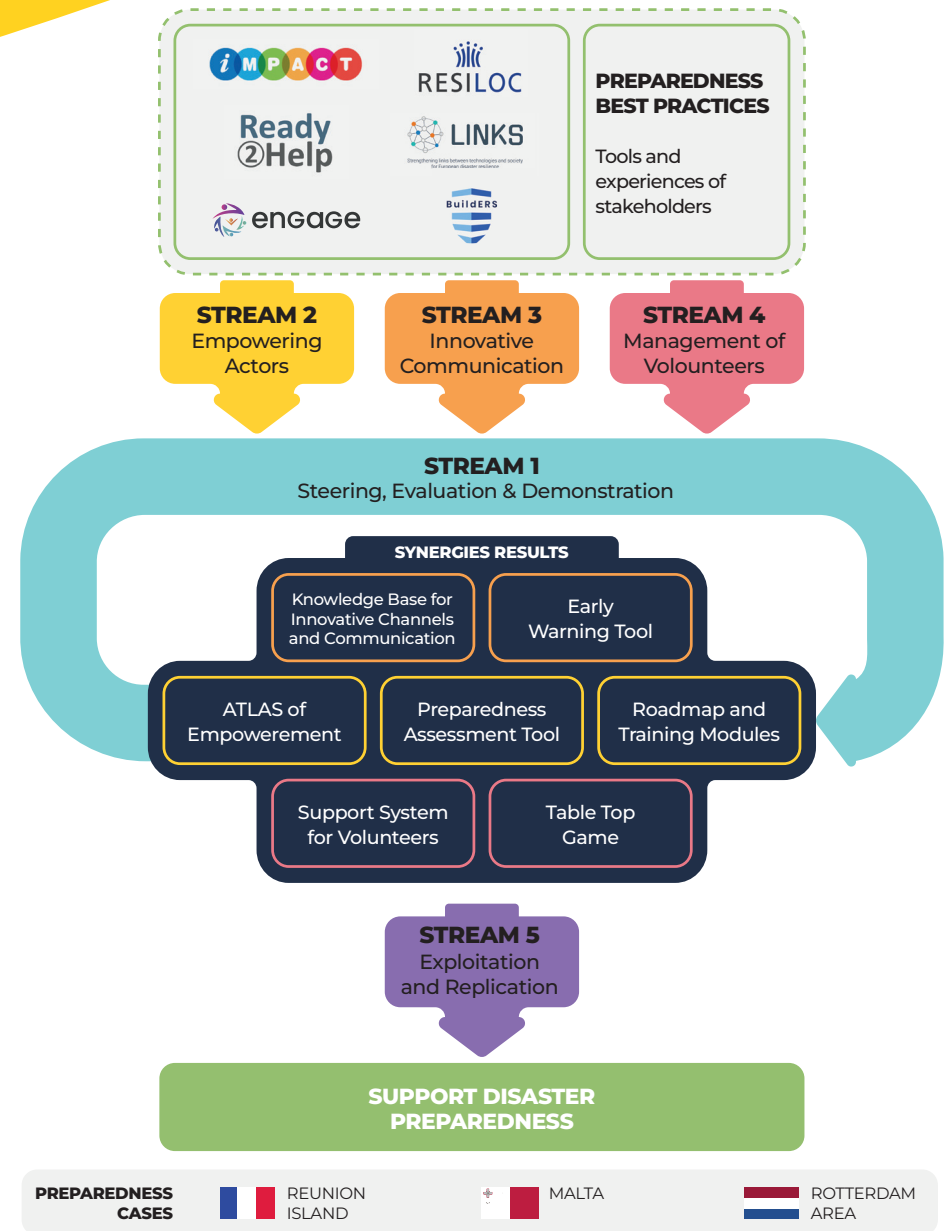 iMPACT
RESILOC
Ready
2Help
LINKS
Strengthening links between technologies and society
for European disaster resilience
enGaGe
BuildERS
PREPAREDNESS
BEST PRACTICES
Tools and
experiences of
stakeholders
STREAM 2
Empowering
Actors
STREAM 3
Innovative
Communication
STREAM 4
Management of
Volounteers
STREAM 1
Steering, Evaluation & Demonstration
SYNERGIES RESULTS
Knowledge Base for
Innovative Channels
and Communication
Early
Warning Tool
ATLAS of
Empowerement
Preparedness
Assessment Tool
Roadmap and
Training Modules
Support System
for Volunteers
Table Top
Game
STREAM 5
Exploitation
and Replication
SUPPORT DISASTER
PREPAREDNESS
PREPAREDNESS
CASES
REUNION
ISLAND
MALTA
ROTTERDAM
AREA